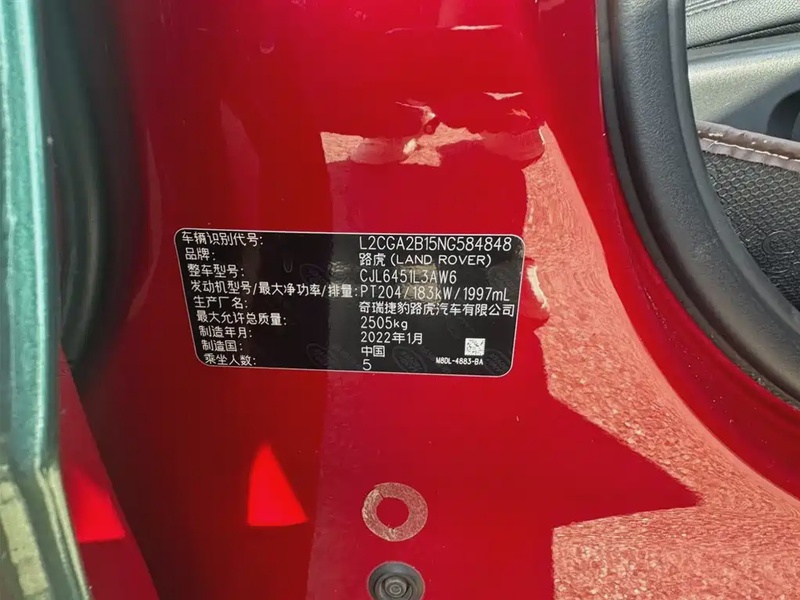 车辆识别代号: L2CGA2B15NG584848
品牌: 路虎 (LAND ROVER)
整车型号: CJL6451L3AW6
发动机型号/最大净功率/排量: PT204/183kW/1997mL
生产厂名: 奇瑞捷豹路虎汽车有限公司
最大允许总质量: 2505kg
制造年月: 2022年1月
制造国: 中国
乘坐人数: 5
M8DL-4883-BA